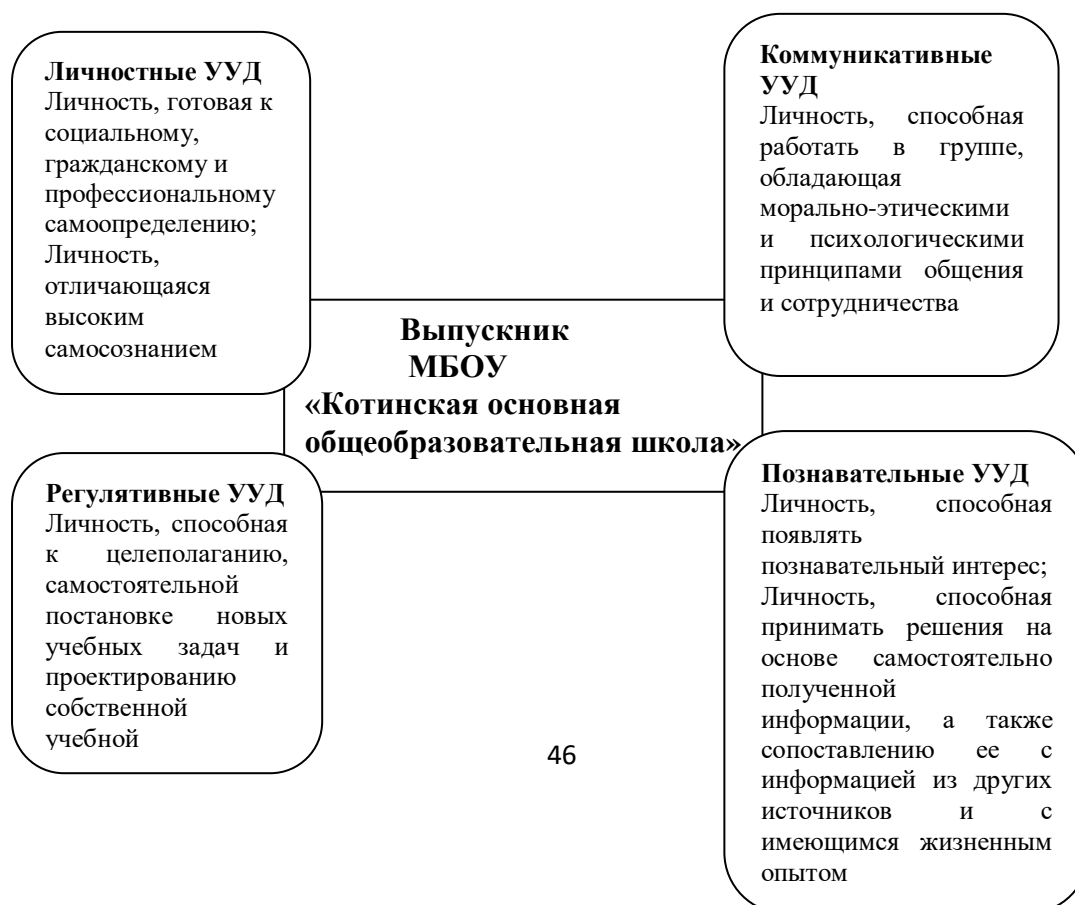 Личностные УУД
Личность, готовая к
социальному,
гражданскому и
профессиональному
самоопределению;
Личность,
отличающаяся
высоким
самосознанием
Коммуникативные
УУД
Личность, способная
работать в группе,
обладающая
морально-этическими
и психологическими
принципами общения
и сотрудничества
Выпускник
МБОУ
«Котинская основная
общеобразовательная школа»
Регулятивные УУД
Личность, способная
к целеполаганию,
самостоятельной
постановке новых
учебных задач и
проектированию
собственной
учебной
Познавательные УУД
Личность, способная
появлять
познавательный интерес;
Личность, способная
принимать решения на
основе самостоятельно
полученной
информации, а также
сопоставлению ее с
информацией из других
источников и с
имеющимся жизненным
опытом
46